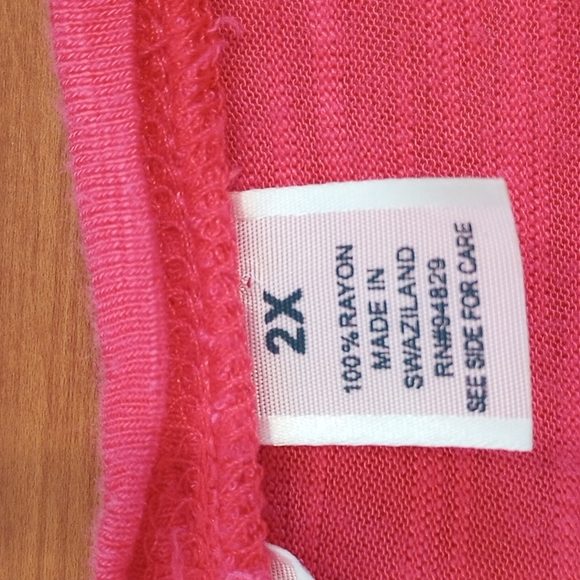 2X
100% RAYON
MADE IN
SWAZILAND
RN#94829
SEE SIDE FOR CARE